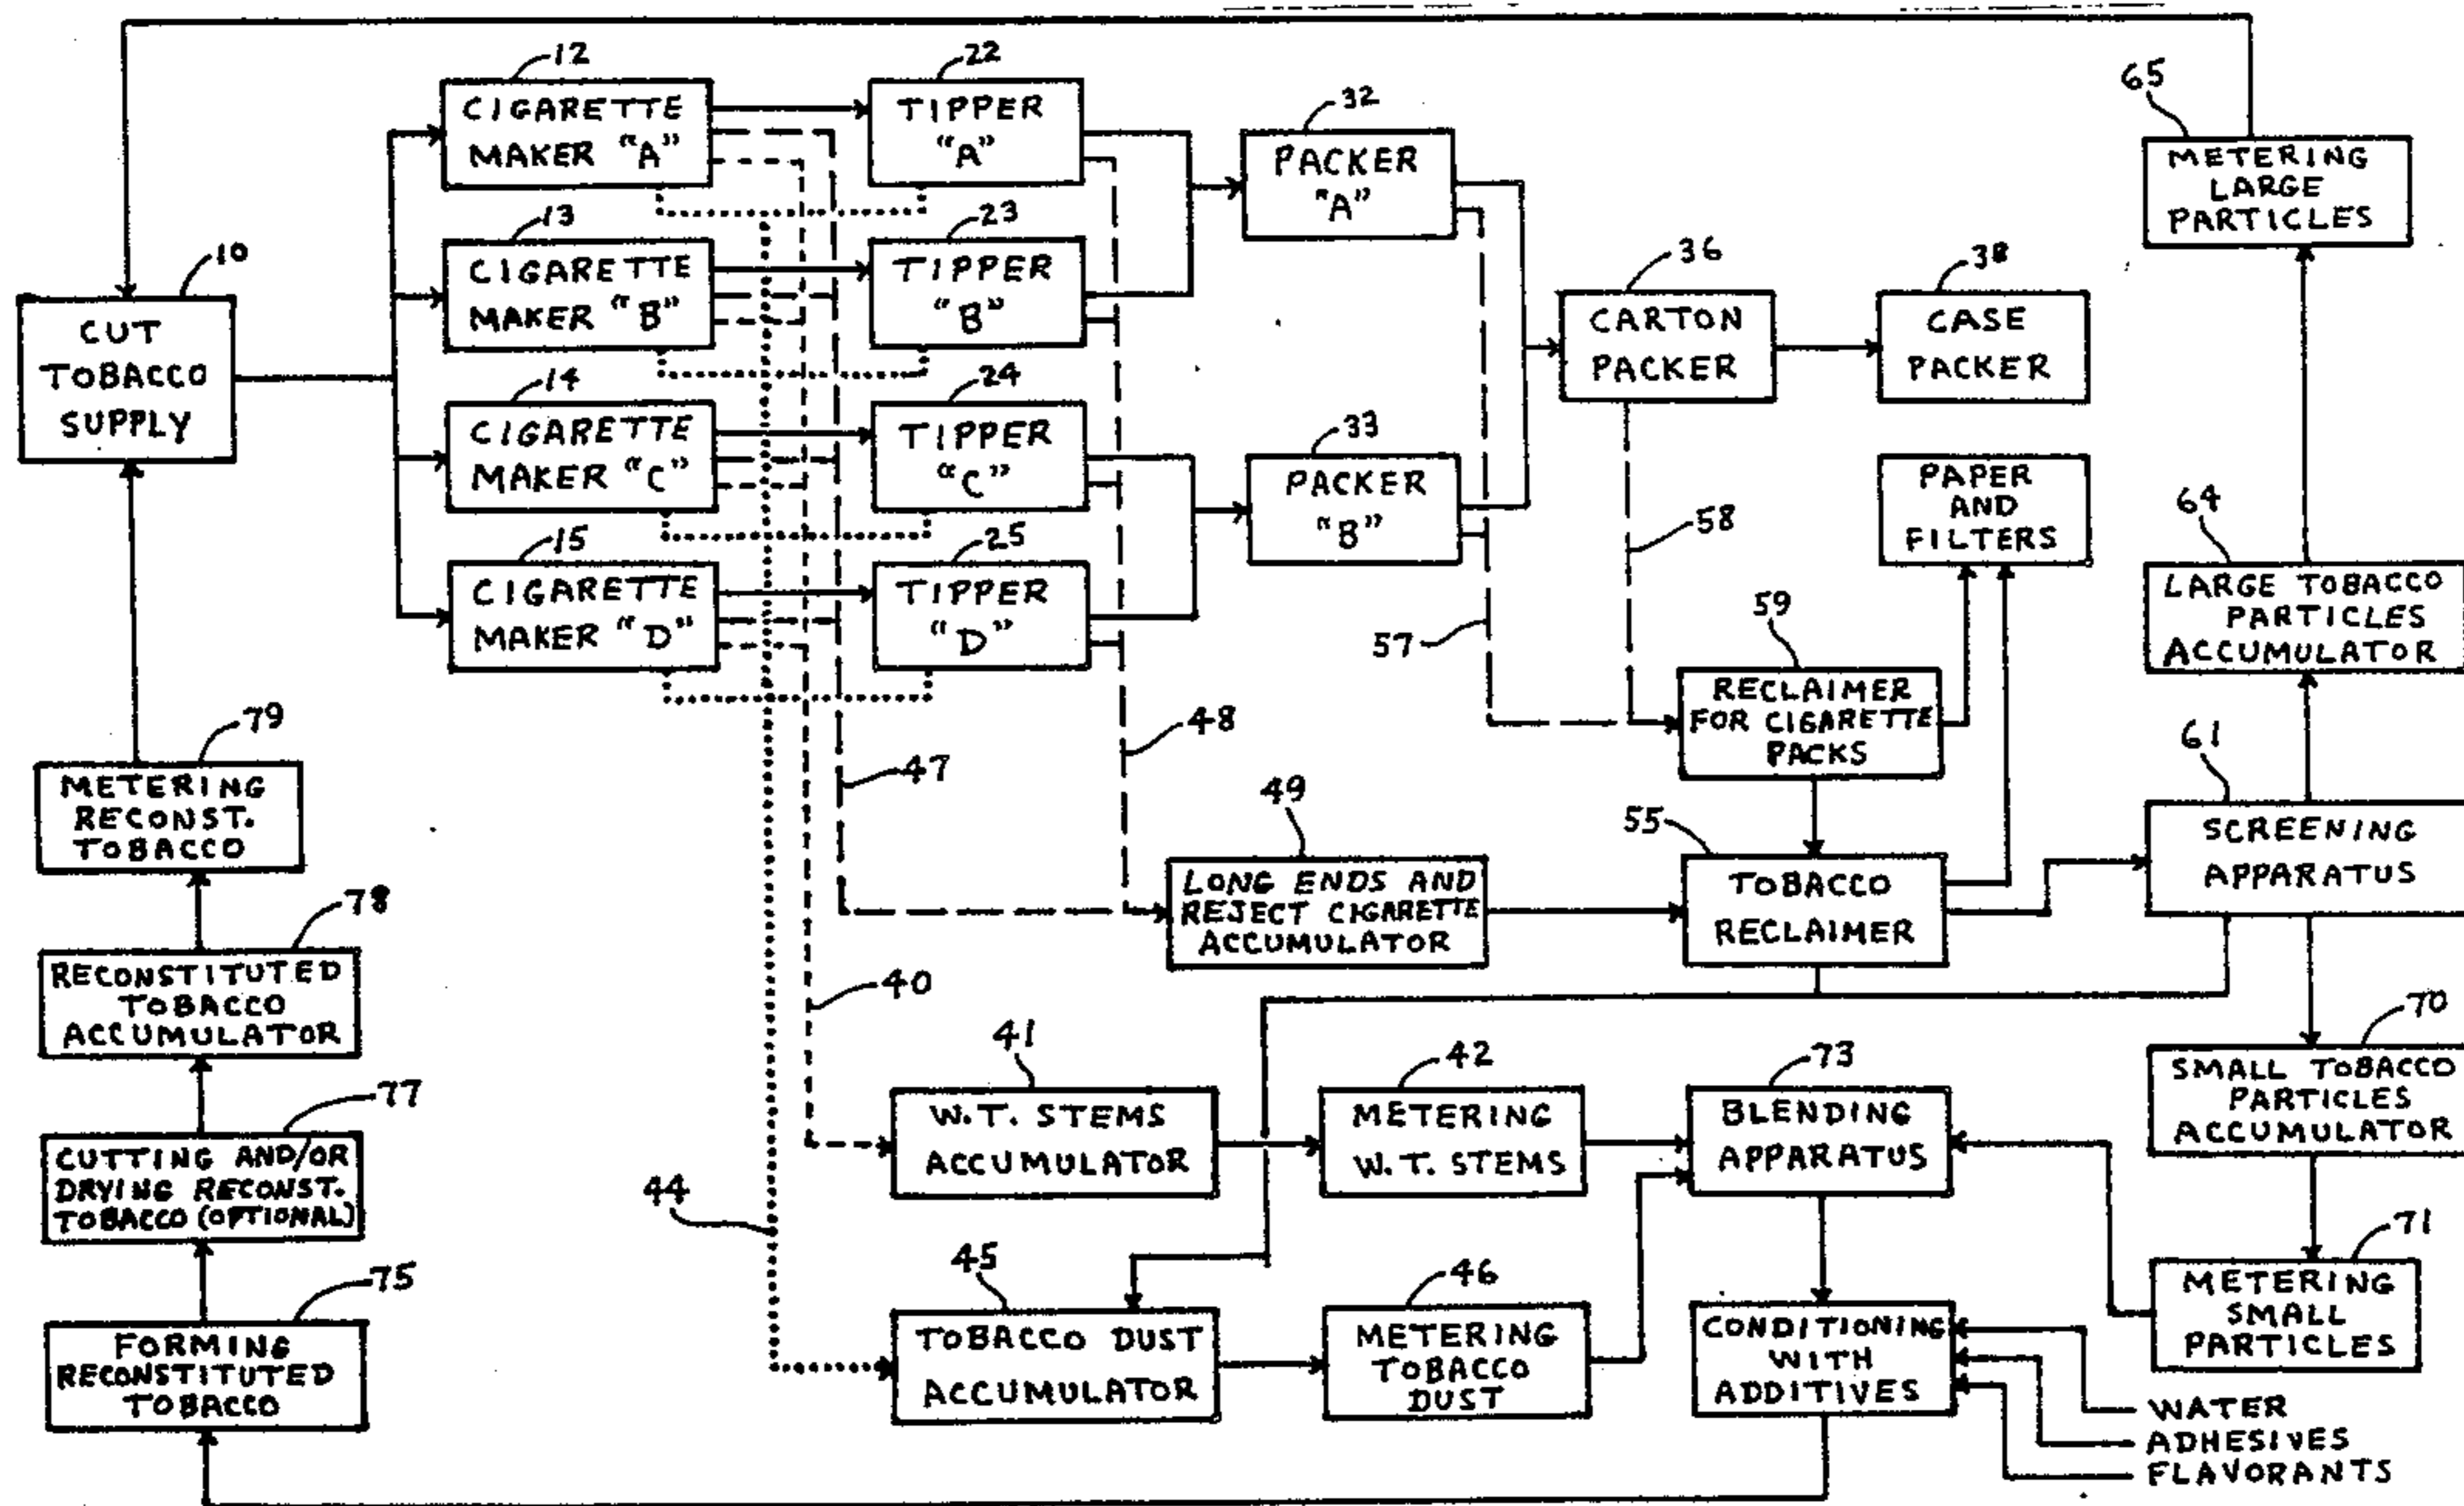 12
CIGARETTE
MAKER "A"
22
TIPPER
"A"
32
PACKER
"A"
65
METERING
LARGE
PARTICLES
10
CUT
TOBACCO
SUPPLY
13
CIGARETTE
MAKER "B"
23
TIPPER
"B"
36
CARTON
PACKER
38
CASE
PACKER
14
CIGARETTE
MAKER "C"
24
TIPPER
"C"
33
PACKER
"B"
PAPER
AND
FILTERS
58
64
LARGE TOBACCO
PARTICLES
ACCUMULATOR
15
CIGARETTE
MAKER "D"
25
TIPPER
"D"
57
59
RECLAIMER
FOR CIGARETTE
PACKS
79
METERING
RECONST.
TOBACCO
47
48
49
LONG ENDS AND
REJECT CIGARETTE
ACCUMULATOR
55
TOBACCO
RECLAIMER
61
SCREENING
APPARATUS
78
RECONSTITUTED
TOBACCO
ACCUMULATOR
40
41
W.T. STEMS
ACCUMULATOR
42
METERING
W.T. STEMS
73
BLENDING
APPARATUS
70
SMALL TOBACCO
PARTICLES
ACCUMULATOR
77
CUTTING AND/OR
DRYING RECONST.
TOBACCO (OPTIONAL)
44
45
TOBACCO DUST
ACCUMULATOR
46
METERING
TOBACCO
DUST
CONDITIONING
WITH
ADDITIVES
71
METERING
SMALL
PARTICLES
75
FORMING
RECONSTITUTED
TOBACCO
WATER
ADHESIVES
FLAVORANTS